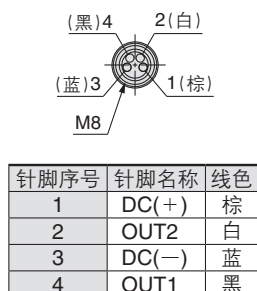 (黑)4 2(白)
(蓝)3 1(棕)
M8
针脚序号 针脚名称 线色
1 DC(+) 棕
2 OUT2 白
3 DC(—) 蓝
4 OUT1 黑